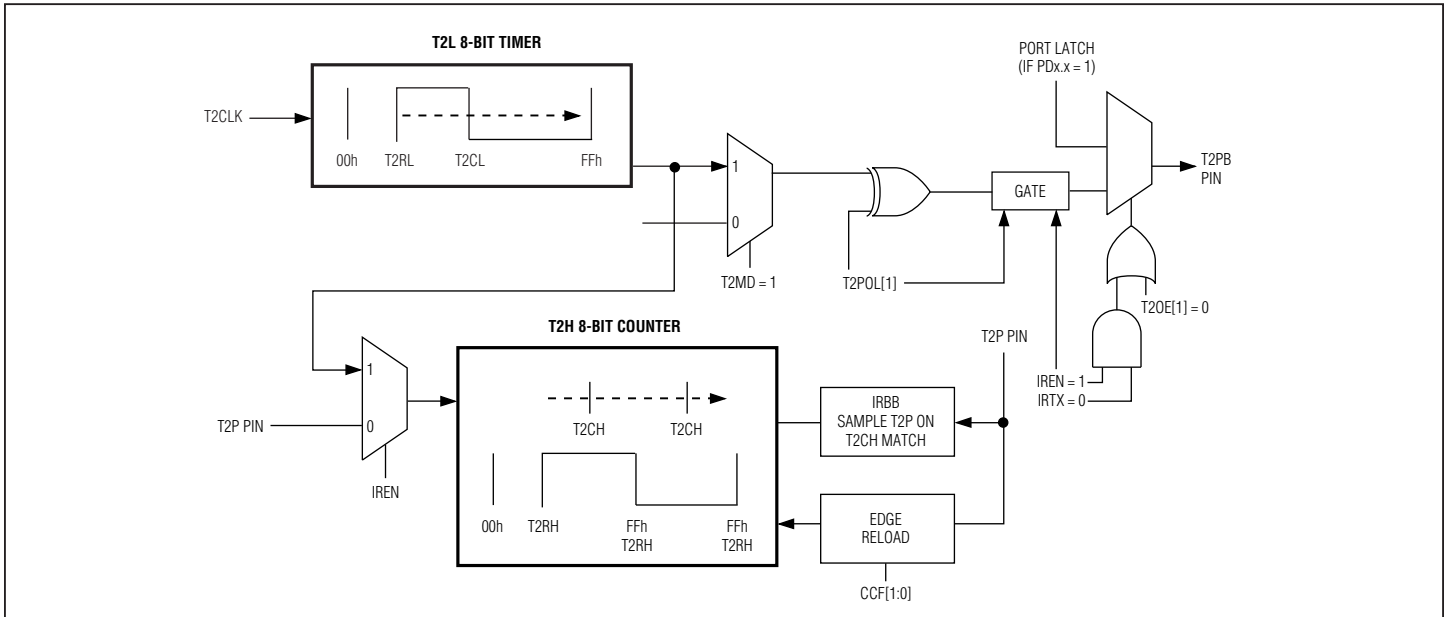 T2L 8-BIT TIMER
T2CLK
00h
T2RL
T2CL
FFh
1
0
T2MD = 1
T2POL[1]
GATE
PORT LATCH
(IF PDx.x = 1)
T2PB
PIN
T2OE[1] = 0
IREN = 1
IRTX = 0
T2H 8-BIT COUNTER
1
0
T2P PIN
IREN
T2CH
T2CH
00h
T2RH
FFh
T2RH
FFh
T2RH
T2P PIN
IRBB
SAMPLE T2P ON
T2CH MATCH
EDGE
RELOAD
CCF[1:0]